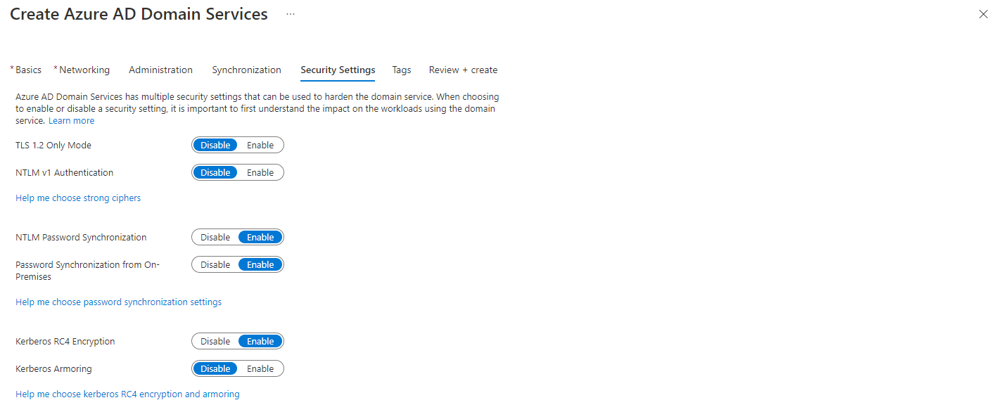 Create Azure AD Domain Services ...
* Basics * Networking Administration Synchronization Security Settings Tags Review + create
Azure AD Domain Services has multiple security settings that can be used to harden the domain service. When choosing
to enable or disable a security setting, it is important to first understand the impact on the workloads using the domain
service. Learn more
TLS 1.2 Only Mode Disable Enable
NTLM v1 Authentication Disable Enable
Help me choose strong ciphers
NTLM Password Synchronization Disable Enable
Password Synchronization from On- Disable Enable
Premises
Help me choose password synchronization settings
Kerberos RC4 Encryption Disable Enable
Kerberos Armoring Disable Enable
Help me choose kerberos RC4 encryption and armoring